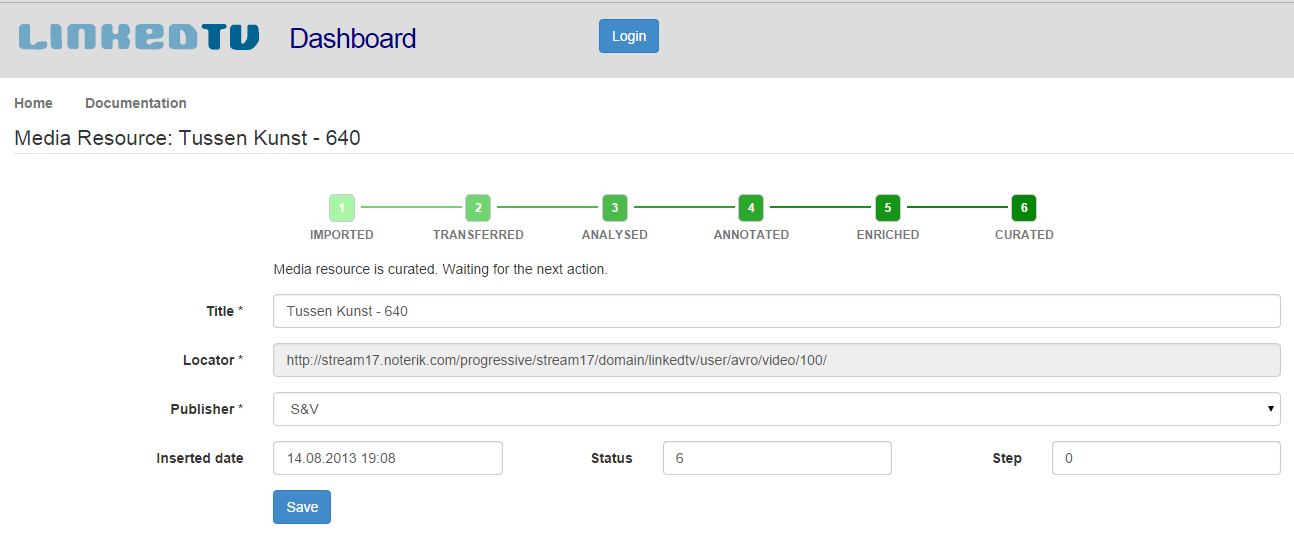 LINKEDTV Dashboard Login
Home Documentation
Media Resource: Tussen Kunst - 640
1 2 3 4 5 6
IMPORTED TRANSFERRED ANALYSED ANNOTATED ENRICHED CURATED
Media resource is curated. Waiting for the next action.
Title * Tussen Kunst - 640
Locator * http://stream17.noterik.com/progressive/stream17/domain/linkedtv/user/avro/video/100/
Publisher * S&V
Inserted date 14.08.2013 19:08 Status 6 Step 0
Save